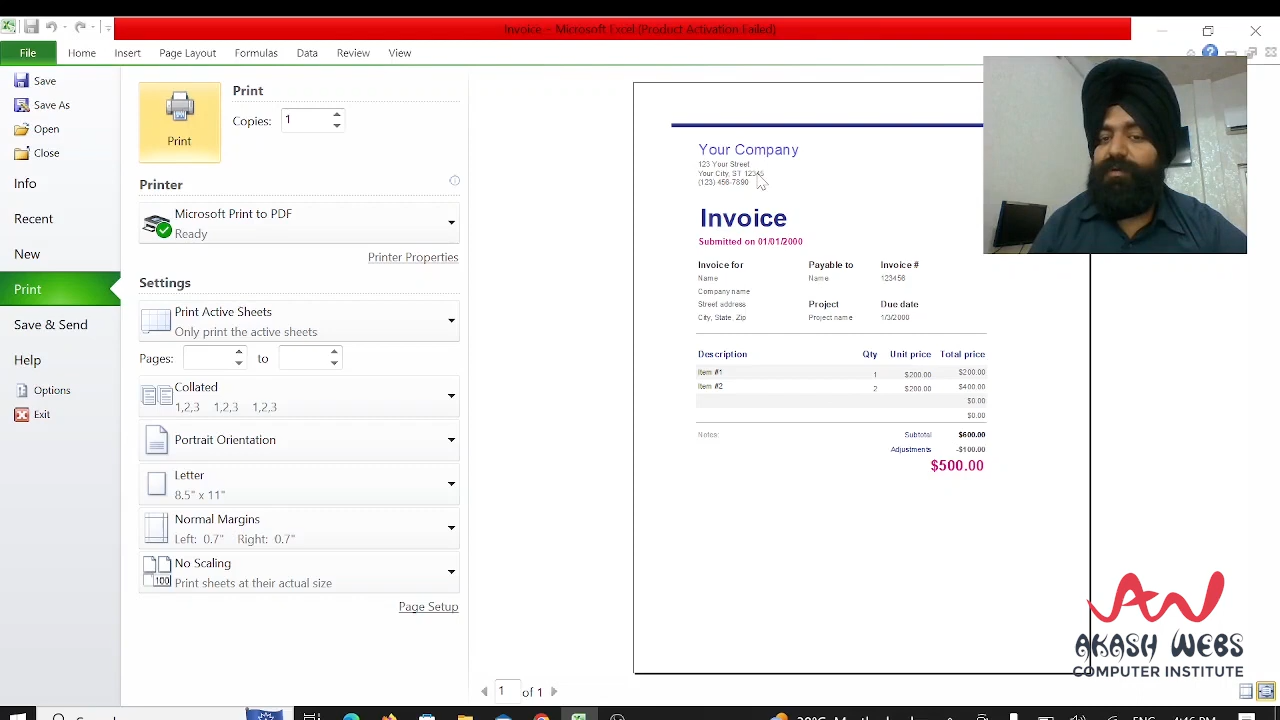 Invoice - Microsoft Excel (Product Activation Failed)
File Home Insert Page Layout Formulas Data Review View
Save
Save As
Open
Close
Info
Recent
New
Print
Save & Send
Help
Options
Exit
Print
Print
Copies: 1
Printer
Microsoft Print to PDF
Ready
Printer Properties
Settings
Print Active Sheets
Only print the active sheets
Pages: to
Collated
1,2,3 1,2,3 1,2,3
Portrait Orientation
Letter
8.5" x 11"
Normal Margins
Left: 0.7" Right: 0.7"
No Scaling
100
Print sheets at their actual size
Page Setup
Your Company
123 Your Street
Your City, ST 12345
(123) 456-7890
Invoice
Submitted on 01/01/2000
Invoice for Payable to Invoice #
Name Name 123456
Company name
Street address Project Due date
City, State, Zip Project name 1/3/2000
Description Qty Unit price Total price
Item #1 1 $200.00 $200.00
Item #2 2 $200.00 $400.00
$0.00
$0.00
Notes: Subtotal $600.00
Adjustments -$100.00
$500.00
1 of 1
AKASH WEBS
COMPUTER INSTITUTE